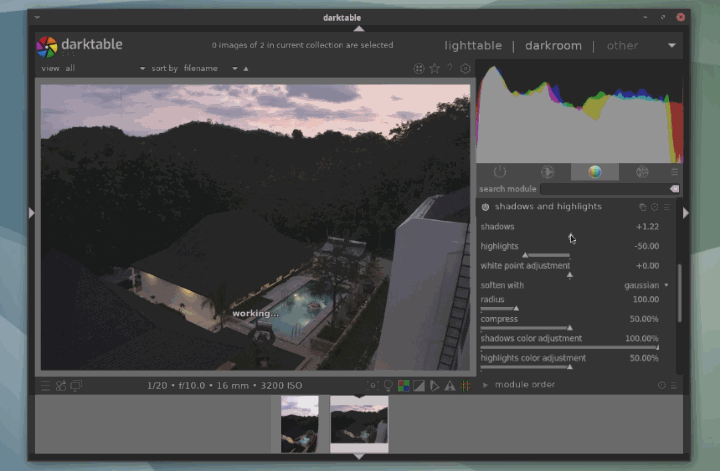 darktable
darktable
0 images of 2 in current collection are selected
lighttable | darkroom | other
view all
sort by filename
search module
shadows and highlights
shadows +1.22
highlights -50.00
white point adjustment +0.00
soften with gaussian
radius 100.00
compress 50.00%
shadows color adjustment 100.00%
highlights color adjustment 50.00%
working...
1/20 • f/10.0 • 16 mm • 3200 ISO
module order